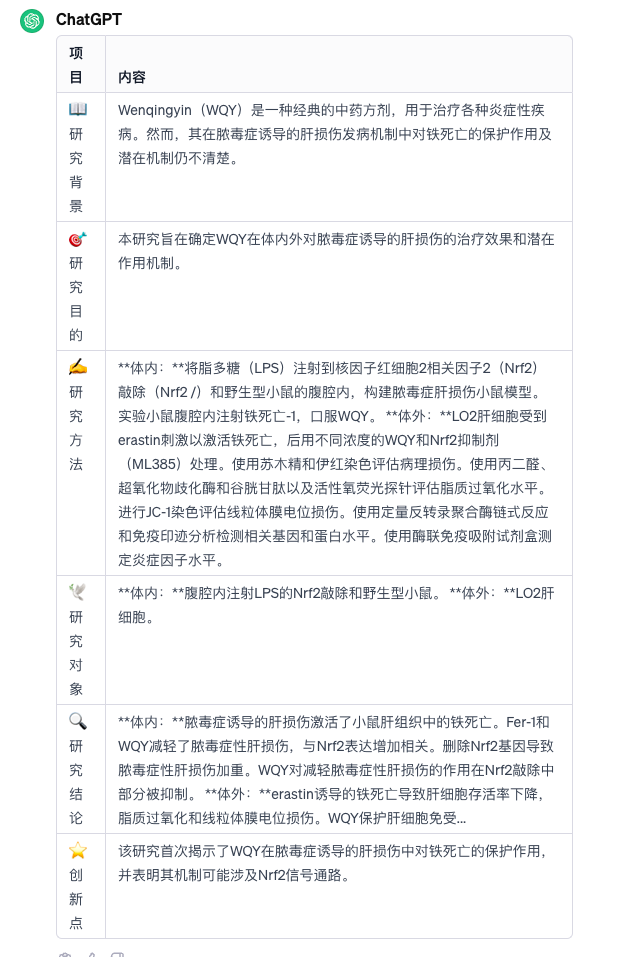 ChatGPT
项
目
内容
研
究
背
景
Wenqingyin（WQY）是一种经典的中药方剂，用于治疗各种炎症性疾
病。然而，其在脓毒症诱导的肝损伤发病机制中对铁死亡的保护作用及
潜在机制仍不清楚。
研
究
目
的
本研究旨在确定WQY在体内外对脓毒症诱导的肝损伤的治疗效果和潜在
作用机制。
研
究
方
法
**体内：**将脂多糖（LPS）注射到核因子红细胞2相关因子2（Nrf2）
敲除（Nrf2 /）和野生型小鼠的腹腔内，构建脓毒症肝损伤小鼠模型。
实验小鼠腹腔内注射铁死亡-1，口服WQY。 **体外：**LO2肝细胞受到
erastin刺激以激活铁死亡，后用不同浓度的WQY和Nrf2抑制剂
（ML385）处理。使用苏木精和伊红染色评估病理损伤。使用丙二醛、
超氧化物歧化酶和谷胱甘肽以及活性氧荧光探针评估脂质过氧化水平。
进行JC-1染色评估线粒体膜电位损伤。使用定量反转录聚合酶链式反应
和免疫印迹分析检测相关基因和蛋白水平。使用酶联免疫吸附试剂盒测
定炎症因子水平。
研
究
对
象
**体内：**腹腔内注射LPS的Nrf2敲除和野生型小鼠。 **体外：**LO2肝
细胞。
研
究
结
论
**体内：**脓毒症诱导的肝损伤激活了小鼠肝组织中的铁死亡。Fer-1和
WQY减轻了脓毒症性肝损伤，与Nrf2表达增加相关。删除Nrf2基因导致
脓毒症性肝损伤加重。WQY对减轻脓毒症性肝损伤的作用在Nrf2敲除中
部分被抑制。 **体外：**erastin诱导的铁死亡导致肝细胞存活率下降，
脂质过氧化和线粒体膜电位损伤。WQY保护肝细胞免受...
创
新
点
该研究首次揭示了WQY在脓毒症诱导的肝损伤中对铁死亡的保护作用，
并表明其机制可能涉及Nrf2信号通路。